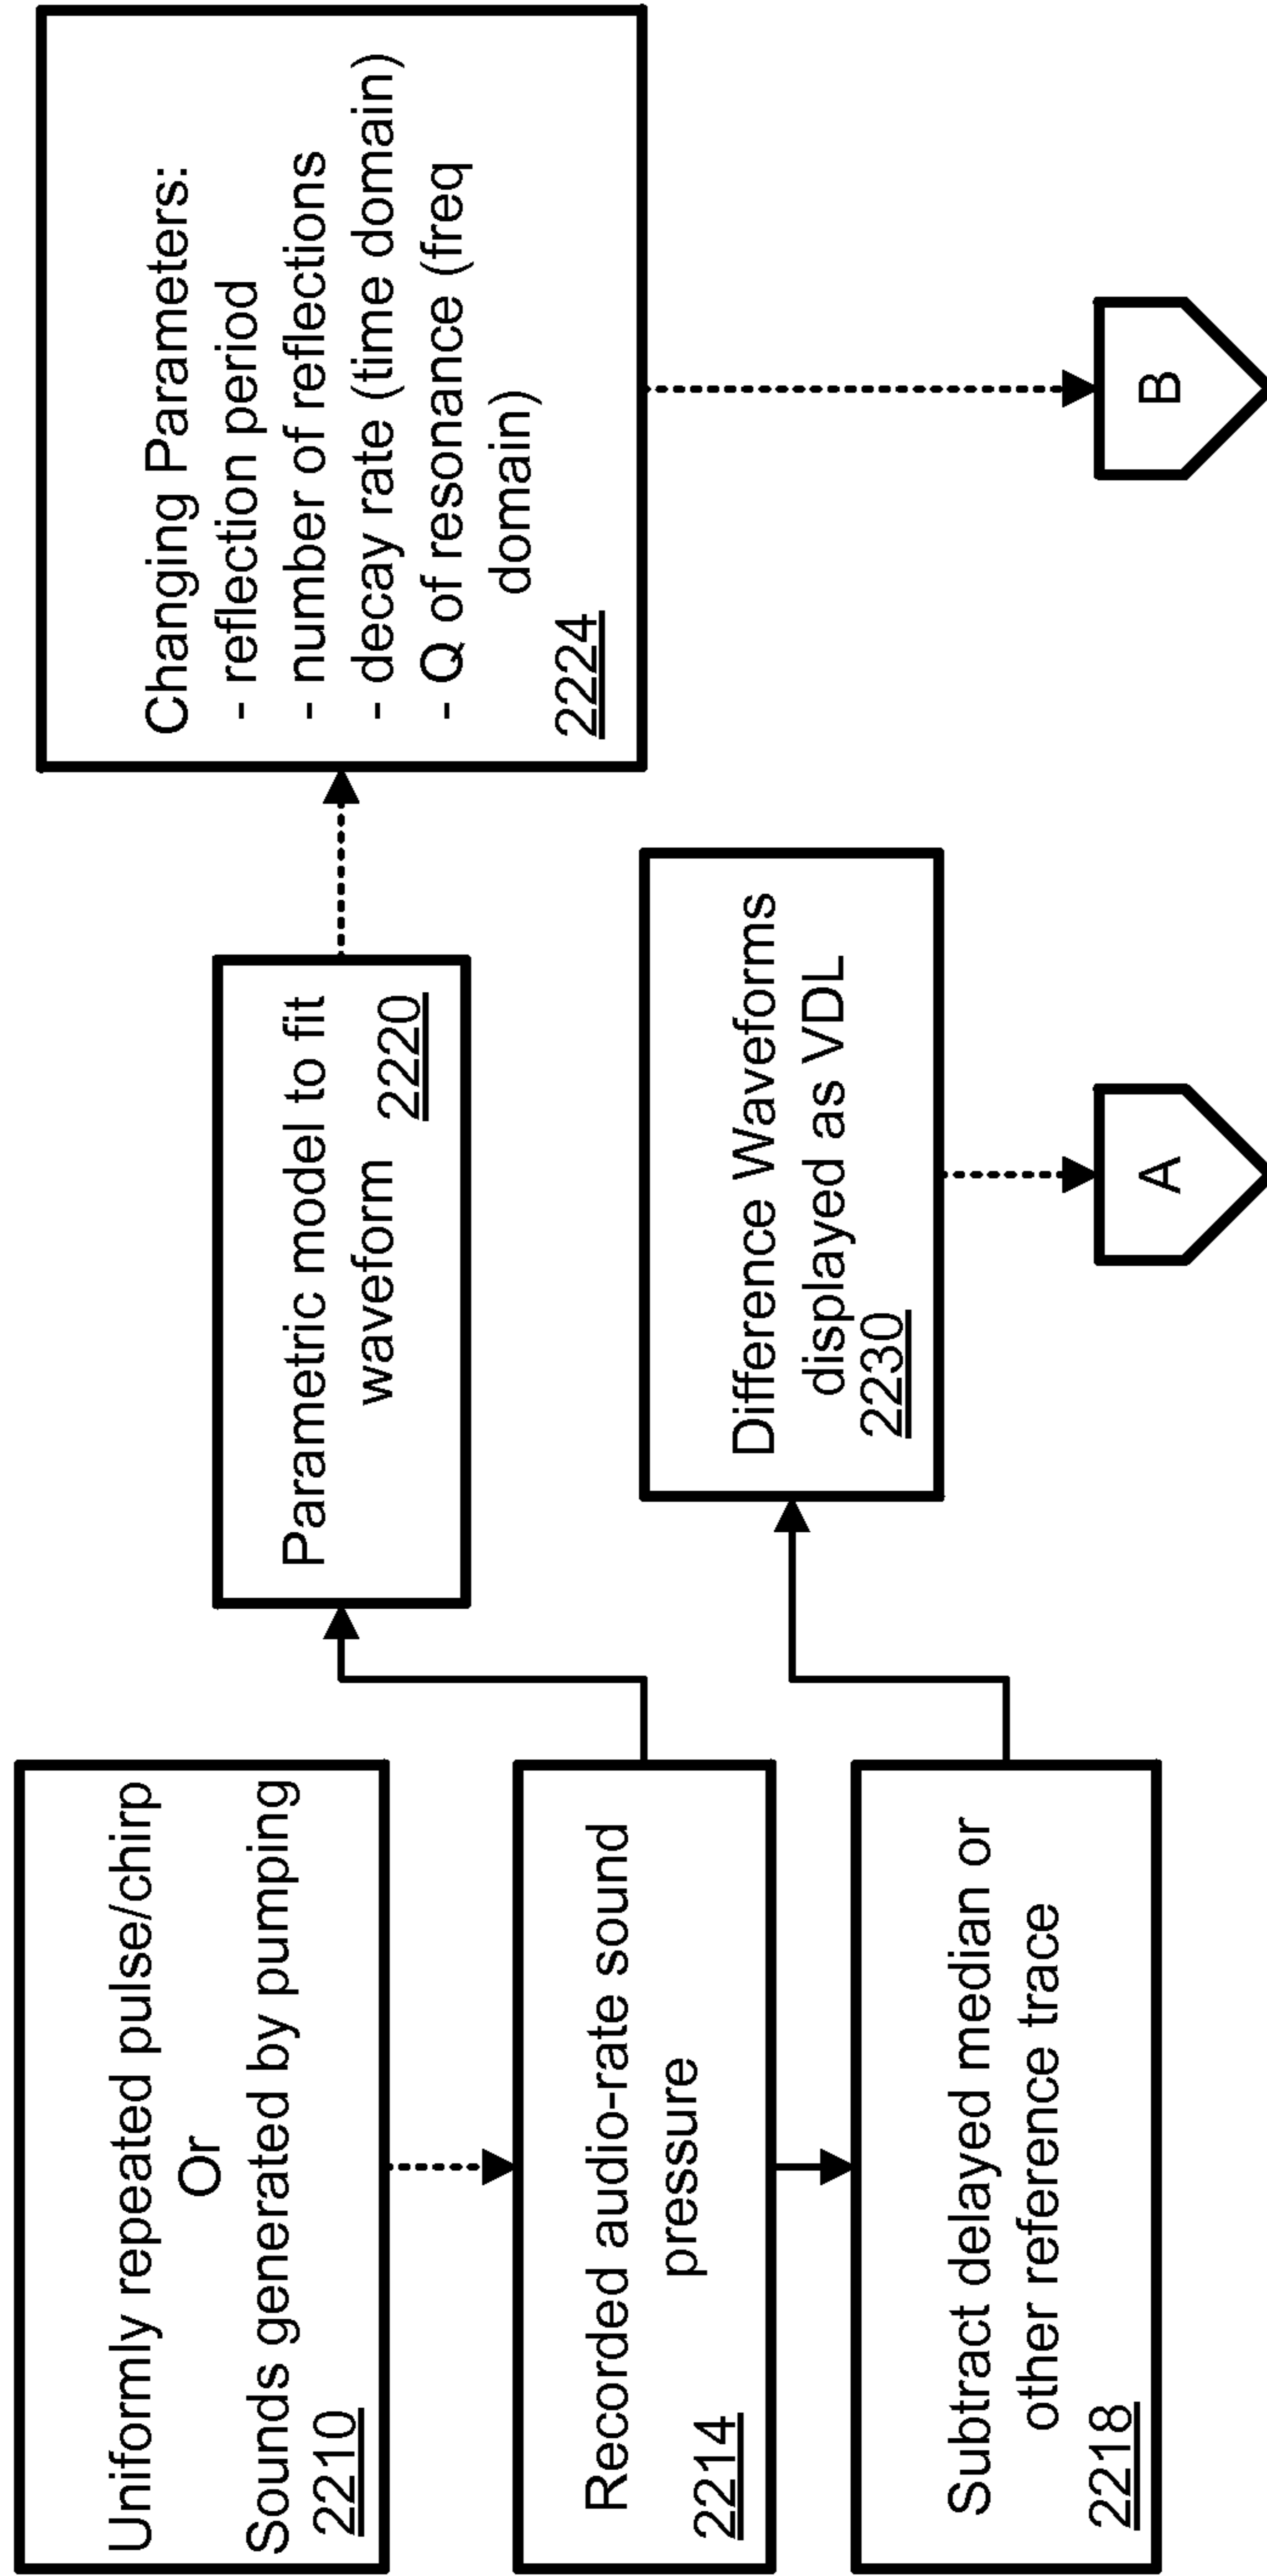 Uniformly repeated pulse/chirp
Or
Sounds generated by pumping
2210
Recorded audio-rate sound
pressure
2214
Subtract delayed median or
other reference trace
2218
Parametric model to fit
waveform 2220
Difference Waveforms
displayed as VDL
2230
Changing Parameters:
- reflection period
- number of reflections
- decay rate (time domain)
- Q of resonance (freq
domain)
2224
A
B